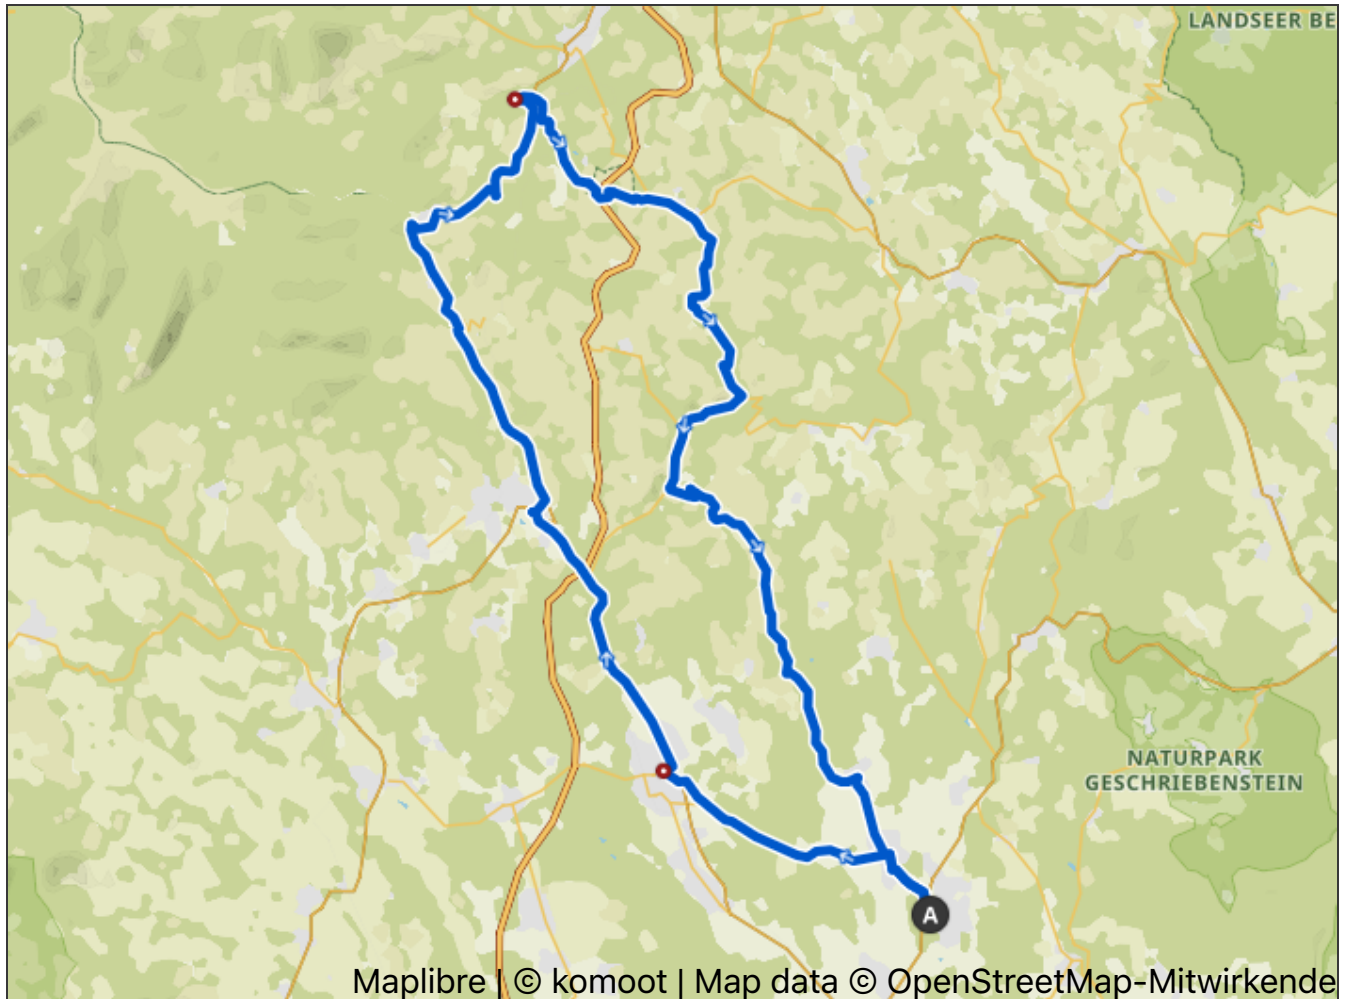 LANDSEER BE
NATURPARK
GESCHRIEBENSTEIN
A
Maplibre | © komoot | Map data © OpenStreetMap-Mitwirkende